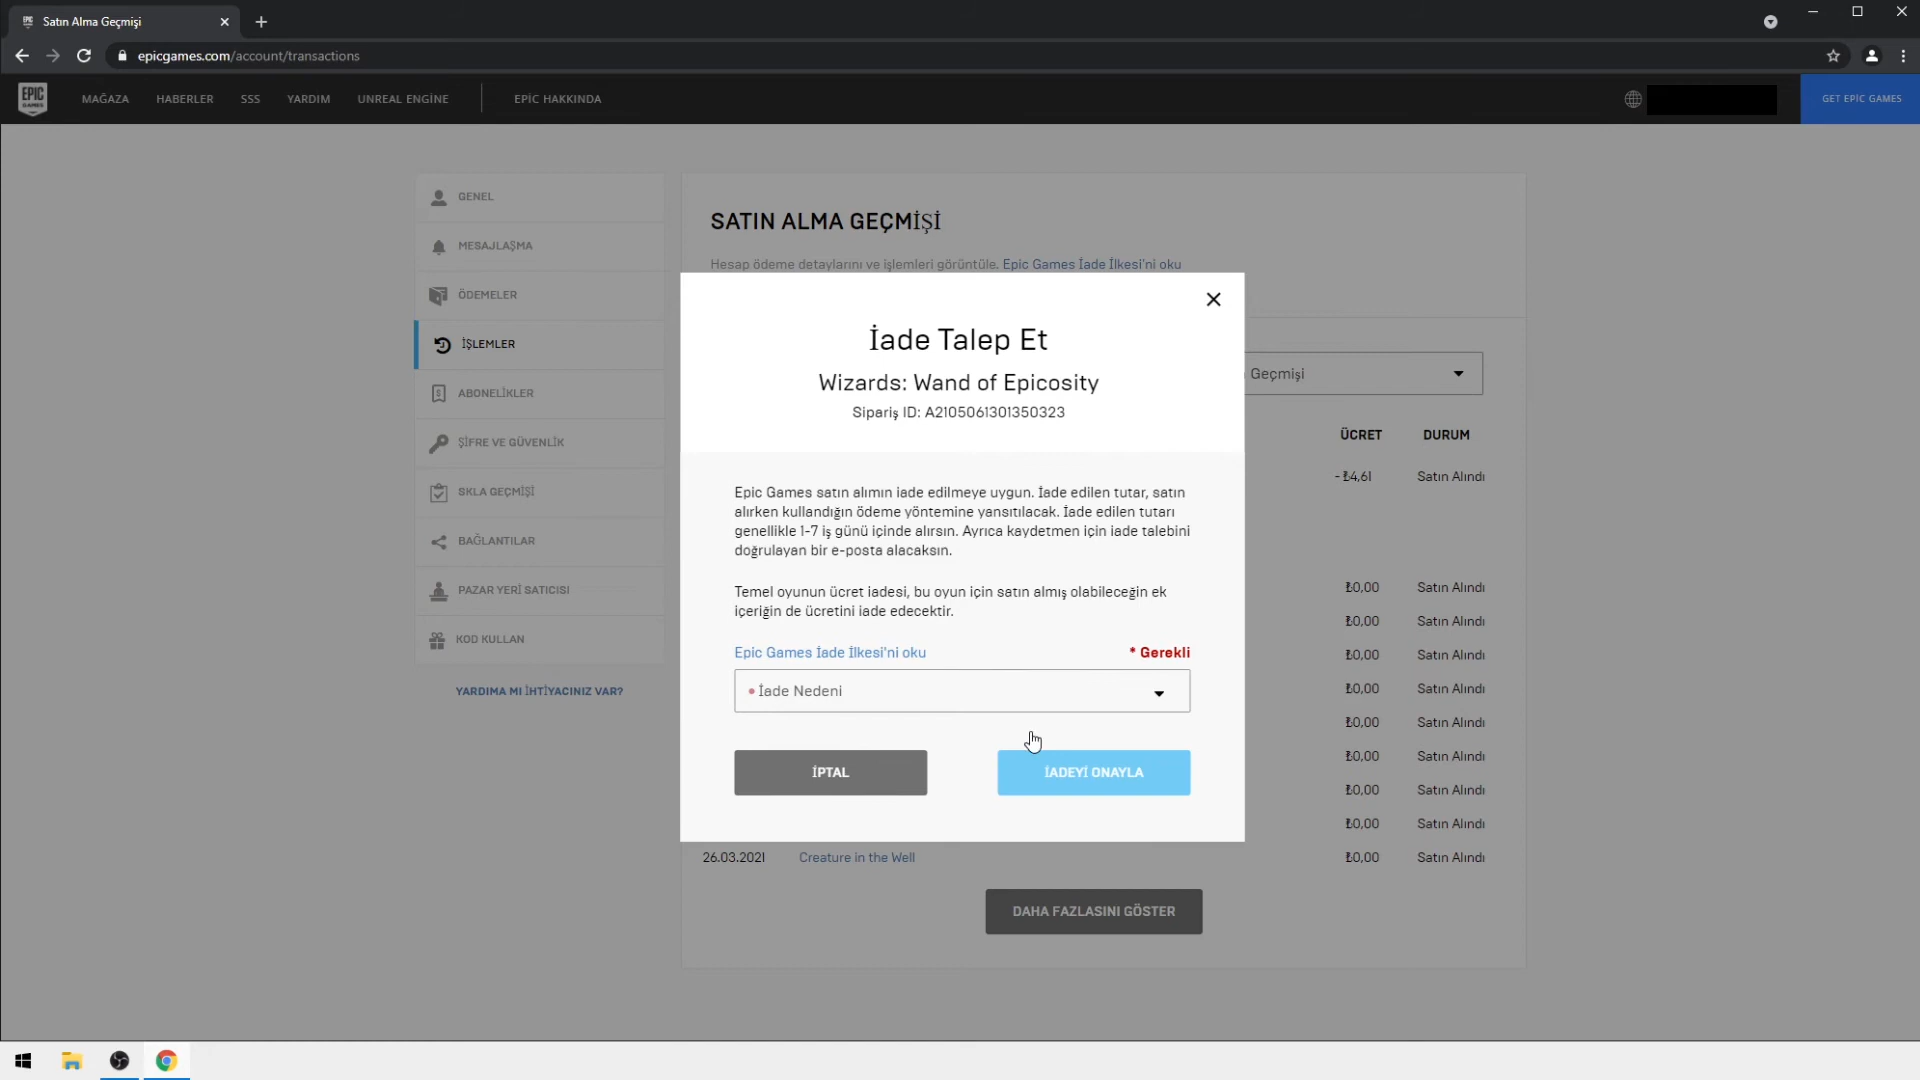 Satın Alma Geçmişi
epicgames.com/account/transactions
EPIC GAMES
MAĞAZA
HABERLER
SSS
YARDIM
UNREAL ENGİNE
EPİC HAKKINDA
GET EPİC GAMES
GENEL
MESAJLAŞMA
ÖDEMELER
İŞLEMLER
ABONELİKLER
ŞİFRE VE GÜVENLİK
SKLA GEÇMİŞİ
BAĞLANTILAR
PAZAR YERİ SATICISI
KOD KULLAN
YARDIMA MI İHTİYACINIZ VAR?
SATIN ALMA GEÇMİŞİ
Hesap ödeme detaylarını ve işlemleri görüntüle. Epic Games İade İlkesi'ni oku
Geçmişi
ÜCRET DURUM
-₺4,61 Satın Alındı
₺0,00 Satın Alındı
₺0,00 Satın Alındı
₺0,00 Satın Alındı
₺0,00 Satın Alındı
₺0,00 Satın Alındı
₺0,00 Satın Alındı
₺0,00 Satın Alındı
₺0,00 Satın Alındı
26.03.2021 Creature in the Well ₺0,00 Satın Alındı
DAHA FAZLASINI GÖSTER
İade Talep Et
Wizards: Wand of Epicosity
Sipariş ID: A2105061301350323
Epic Games satın alımın iade edilmeye uygun. İade edilen tutar, satın
alırken kullandığın ödeme yöntemine yansıtılacak. İade edilen tutarı
genellikle 1-7 iş günü içinde alırsın. Ayrıca kaydetmen için iade talebini
doğrulayan bir e-posta alacaksın.
Temel oyunun ücret iadesi, bu oyun için satın almış olabileceğin ek
içeriğin de ücretini iade edecektir.
Epic Games İade İlkesi'ni oku
* Gerekli
İade Nedeni
İPTAL
İADEYİ ONAYLA